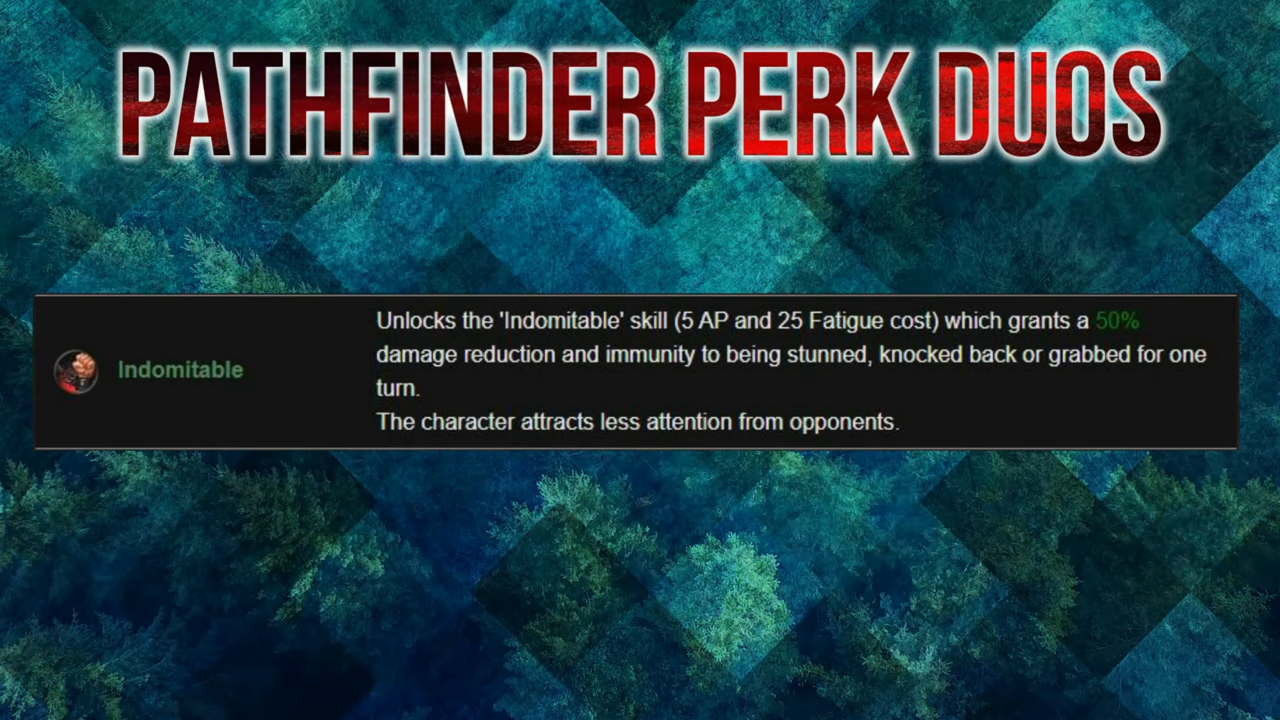 PATHFINDER PERK DUOS
Indomitable
Unlocks the 'Indomitable' skill (5 AP and 25 Fatigue cost) which grants a 50%
damage reduction and immunity to being stunned, knocked back or grabbed for one
turn.
The character attracts less attention from opponents.